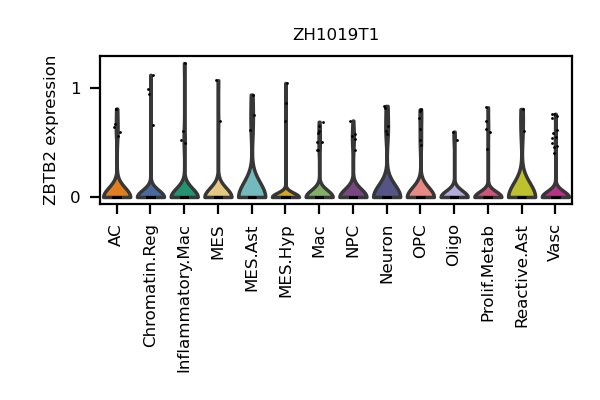 ZH1019T1
ZBTB2 expression
1
0
AC
Chromatin.Reg
Inflammatory.Mac
MES
MES.Ast
MES.Hyp
Mac
NPC
Neuron
OPC
Oligo
Prolif.Metab
Reactive.Ast
Vasc